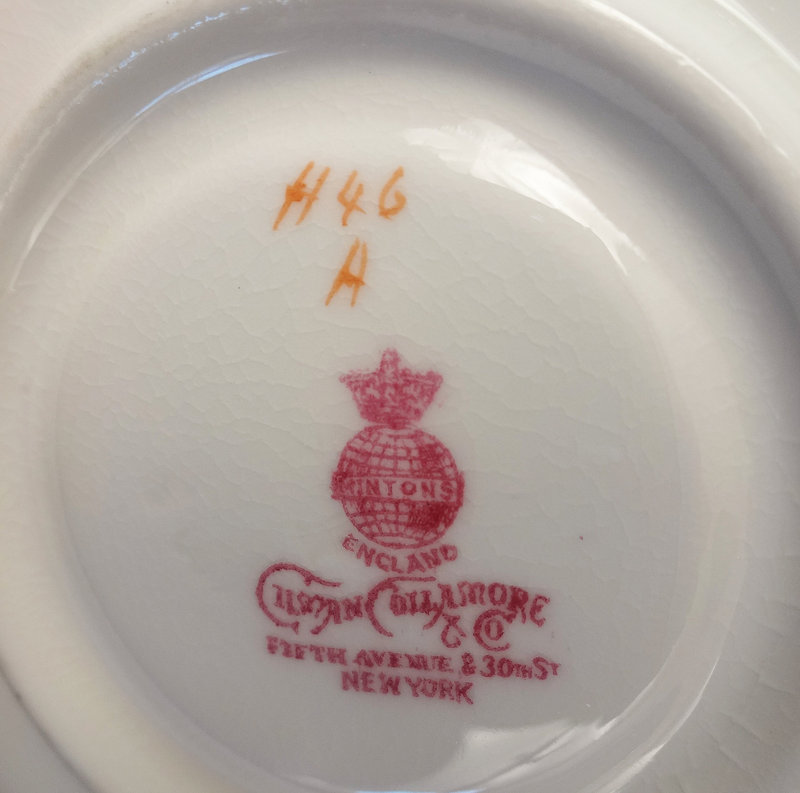 H46
A
MINTONS
ENGLAND
GILMAN COLLAMORE
& Co
FIFTH AVENUE & 30TH ST
NEW YORK